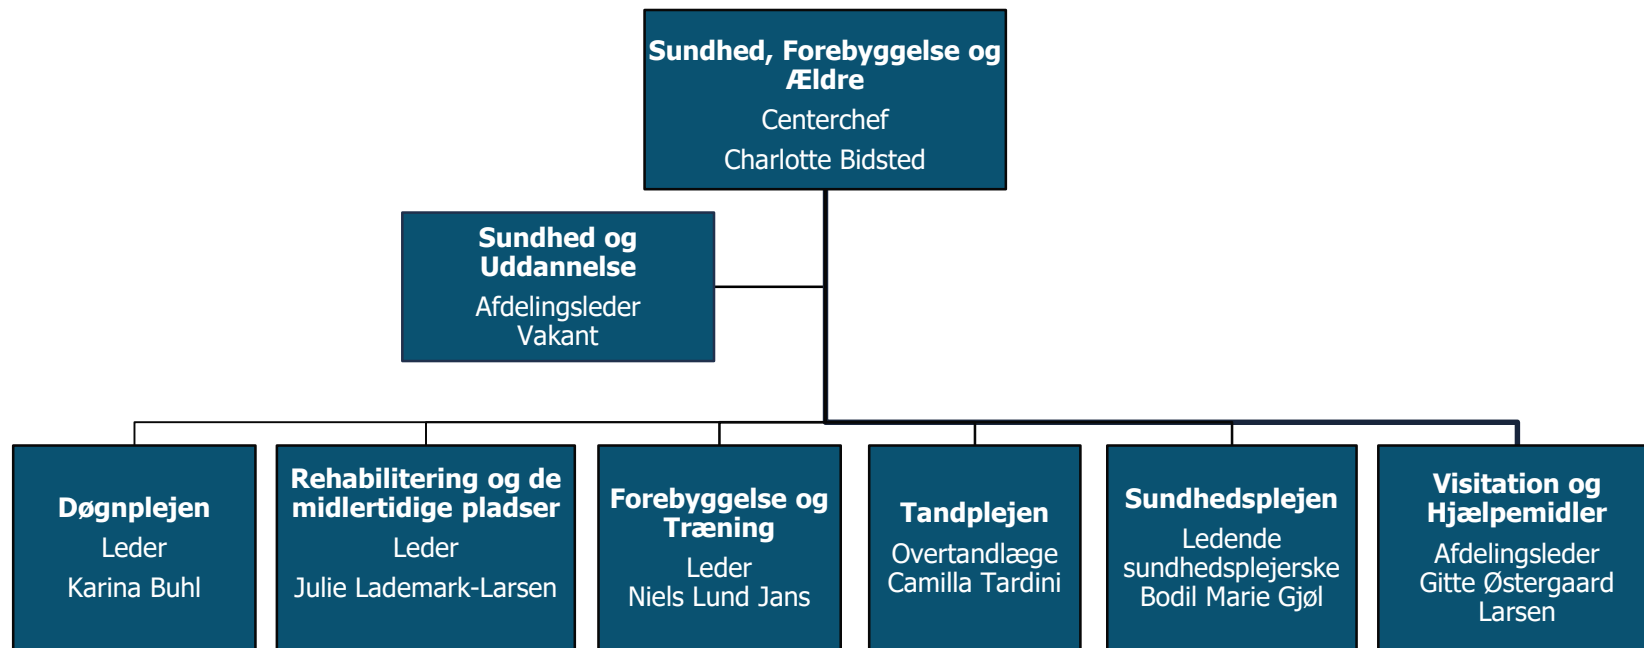 Sundhed, Forebyggelse og
Ældre
Centerchef
Charlotte Bidsted
Sundhed og
Uddannelse
Afdelingsleder
Vakant
Døgnplejen
Leder
Karina Buhl
Rehabilitering og de
midlertidige pladser
Leder
Julie Lademark-Larsen
Forebyggelse og
Træning
Leder
Niels Lund Jans
Tandplejen
Overtandlæge
Camilla Tardini
Sundhedsplejen
Ledende
sundhedsplejerske
Bodil Marie Gjøl
Visitation og
Hjælpemidler
Afdelingsleder
Gitte Østergaard
Larsen